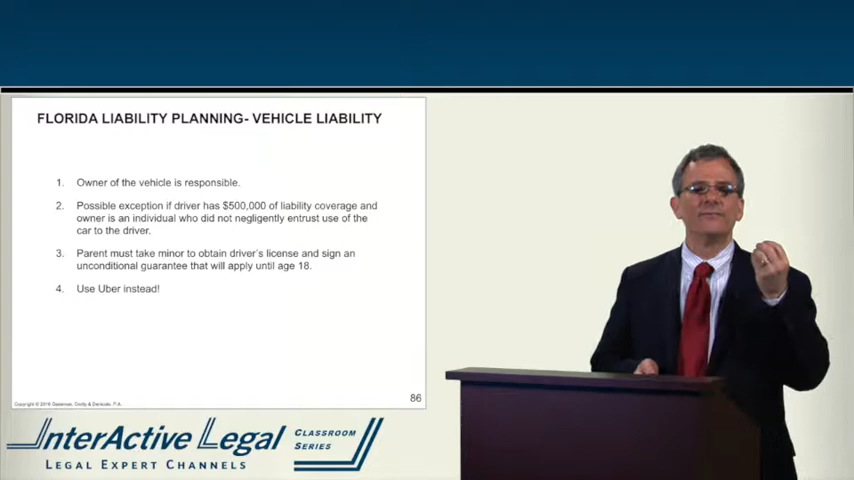 FLORIDA LIABILITY PLANNING- VEHICLE LIABILITY
1. Owner of the vehicle is responsible.
2. Possible exception if driver has $500,000 of liability coverage and
owner is an individual who did not negligently entrust use of the
car to the driver.
3. Parent must take minor to obtain driver's license and sign an
unconditional guarantee that will apply until age 18.
4. Use Uber instead!
86
InterActive Legal
CLASSROOM
SERIES
LEGAL EXPERT CHANNELS